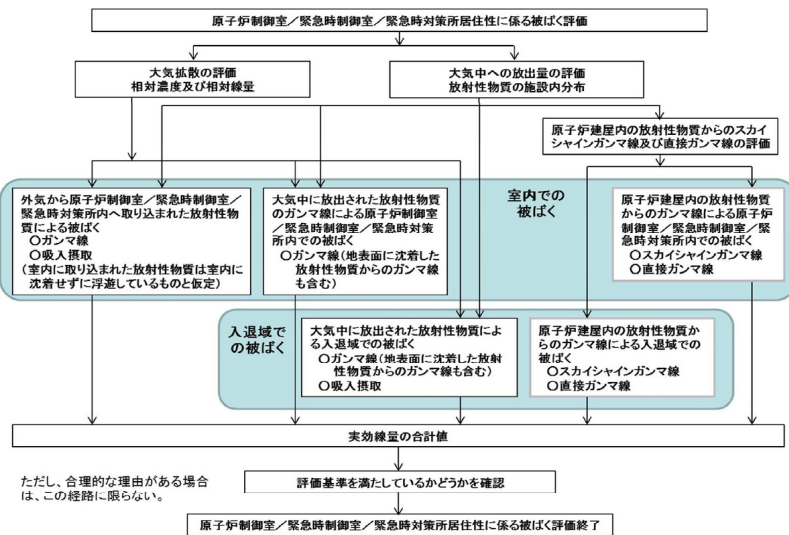 原子炉制御室／緊急時制御室／緊急時対策所居住性に係る被ばく評価
大気拡散の評価
相対濃度及び相対線量
大気中への放出量の評価
放射性物質の施設内分布
原子炉建屋内の放射性物質からのスカイ
シャインガンマ線及び直接ガンマ線の評価
室内での
被ばく
外気から原子炉制御室／緊急時制御室／
緊急時対策所内へ取り込まれた放射性物
質による被ばく
〇ガンマ線
〇吸入摂取
(室内に取り込まれた放射性物質は室内に
沈着せずに浮遊しているものと仮定)
大気中に放出された放射性物質
のガンマ線による原子炉制御室
／緊急時制御室／緊急時対策
所内での被ばく
〇ガンマ線(地表面に沈着した
放射性物質からのガンマ線
も含む)
原子炉建屋内の放射性物質
からのガンマ線による原子炉
制御室／緊急時制御室／緊
急時対策所内での被ばく
〇スカイシャインガンマ線
〇直接ガンマ線
入退域で
の被ばく
大気中に放出された放射性物質によ
る入退域での被ばく
〇ガンマ線(地表面に沈着した放射
性物質からのガンマ線も含む)
〇吸入摂取
原子炉建屋内の放射性物質か
らのガンマ線による入退域での
被ばく
〇スカイシャインガンマ線
〇直接ガンマ線
実効線量の合計値
ただし、合理的な理由がある場合
は、この経路に限らない。
評価基準を満たしているかどうかを確認
原子炉制御室／緊急時制御室／緊急時対策所居住性に係る被ばく評価終了